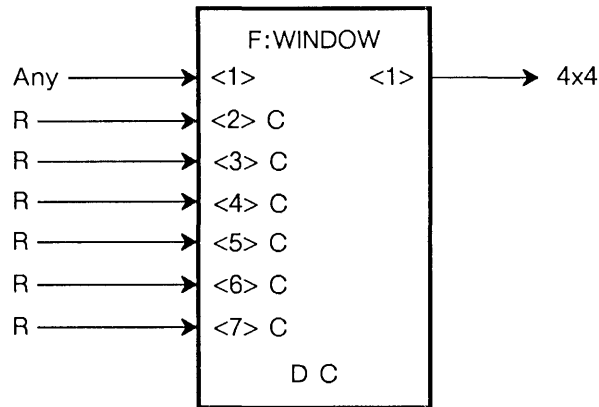 F:WINDOW
Any <1> <1> 4x4
R <2> C
R <3> C
R <4> C
R <5> C
R <6> C
R <7> C
D C